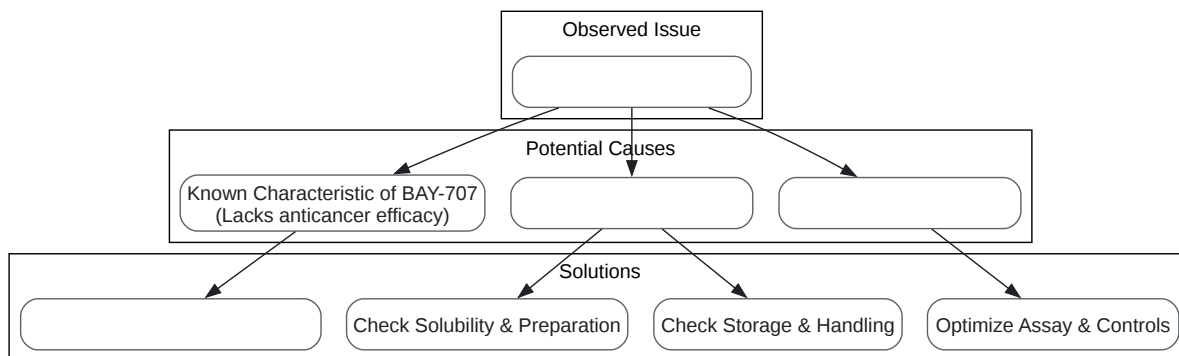 Observed Issue
Potential Causes
Known Characteristic of BAY-707
(Lacks anticancer efficacy)
Solutions
Check Solubility & Preparation
Check Storage & Handling
Optimize Assay & Controls